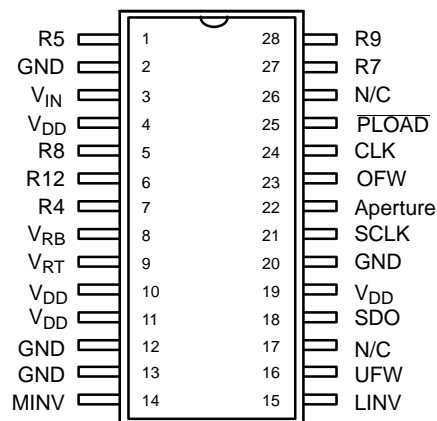 R5 1 28 R9
GND 2 27 R7
VIN 3 26 N/C
VDD 4 25 PLOAD
R8 5 24 CLK
R12 6 23 OFW
R4 7 22 Aperture
VRB 8 21 SCLK
VRT 9 20 GND
VDD 10 19 VDD
VDD 11 18 SDO
GND 12 17 N/C
GND 13 16 UFW
MINV 14 15 LINV